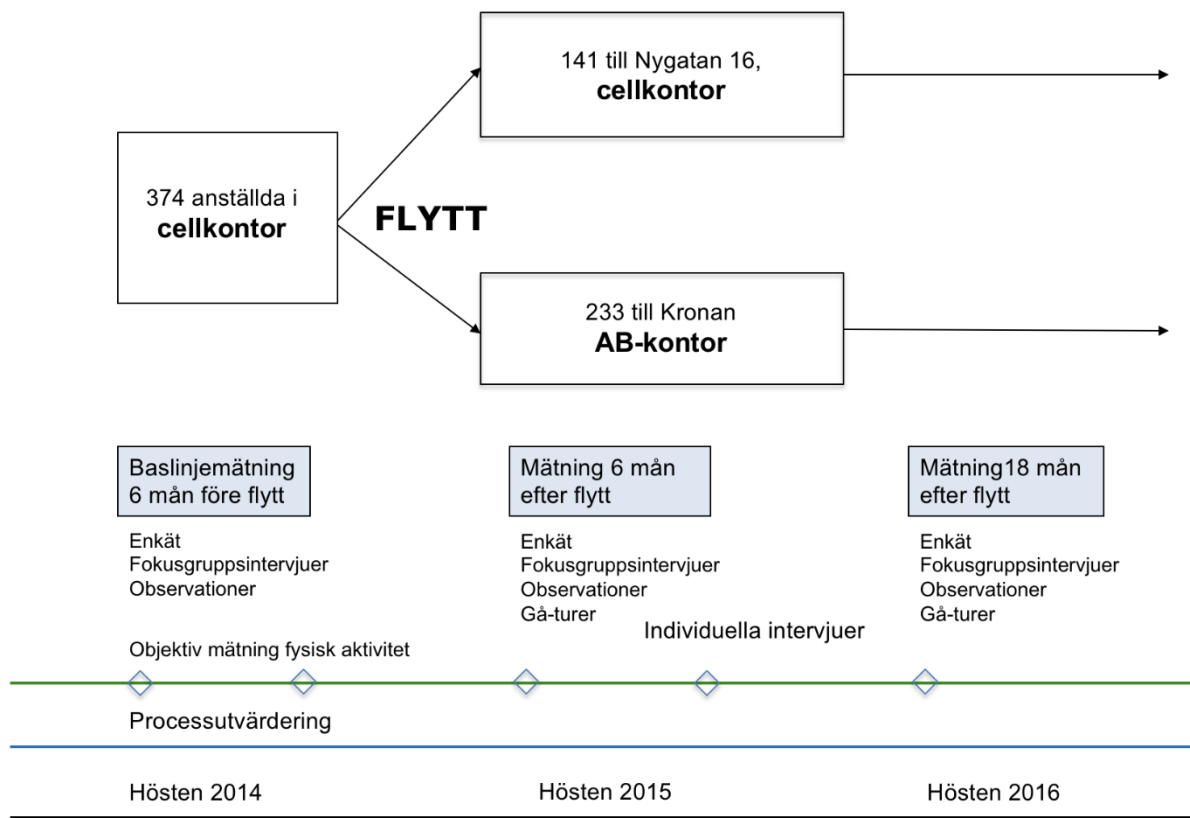 141 till Nygatan 16,
cellkontor
374 anställda i
cellkontor
FLYTT
233 till Kronan
AB-kontor
Baslinjemätning
6 mån före flytt
Enkät
Fokusgruppsintervjuer
Observationer
Mätning 6 mån
efter flytt
Enkät
Fokusgruppsintervjuer
Observationer
Gå-turer
Mätning18 mån
efter flytt
Enkät
Fokusgruppsintervjuer
Observationer
Gå-turer
Individuella intervjuer
Objektiv mätning fysisk aktivitet
Processutvärdering
Hösten 2014
Hösten 2015
Hösten 2016